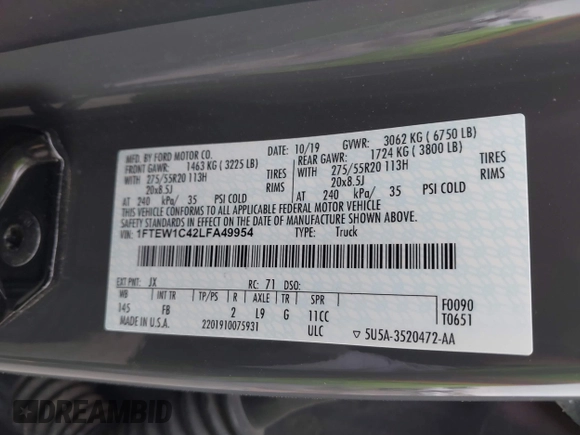 MFD. BY FORD MOTOR CO.
DATE: 10/19 GVWR: 3062 KG ( 6750 LB)
FRONT GAWR: 1463 KG ( 3225 LB) REAR GAWR: 1724 KG ( 3800 LB)
WITH 275/55R20 113H TIRES WITH 275/55R20 113H TIRES
20x8.5J RIMS 20x8.5J RIMS
AT 240 kPa/ 35 PSI COLD AT 240 kPa/ 35 PSI COLD
THIS VEHICLE CONFORMS TO ALL APPLICABLE FEDERAL MOTOR VEHICLE
SAFETY STANDARDS IN EFFECT ON THE DATE OF MANUFACTURE SHOWN ABOVE.
VIN: 1FTEW1C42LFA49954 TYPE: Truck
EXT PNT: JX RC: 71 DSO:
WB INT TR TP/PS R AXLE TR SPR
145 FB 2 L9 G 11CC
ULC
F0090
T0651
MADE IN U.S.A. 2201910075931
▽ 5U5A-3520472-AA
DREAMBID